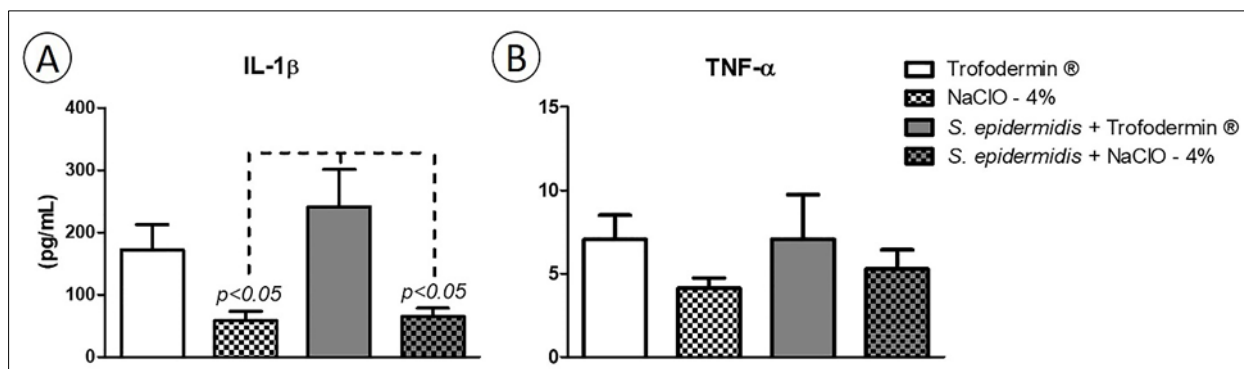 A
IL-1β
(pg/mL)
400
300
200
100
0
p<0.05
p<0.05
B
TNF-α
15
10
5
0
Trofodermin ®
NaClO - 4%
S. epidermidis + Trofodermin ®
S. epidermidis + NaClO - 4%